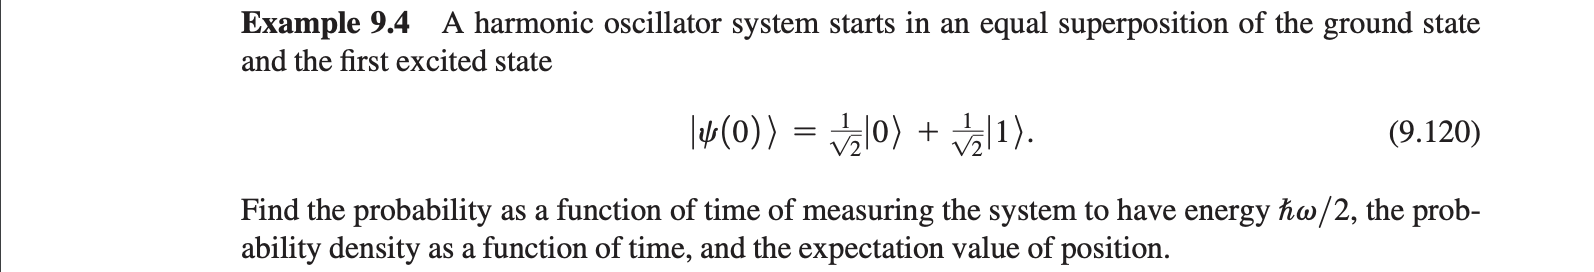 Example 9.4 A harmonic oscillator system starts in an equal superposition of the ground state
and the first excited state
|ψ(0)⟩ = 1/√2|0⟩ + 1/√2|1⟩. (9.120)
Find the probability as a function of time of measuring the system to have energy ℏω/2, the prob-
ability density as a function of time, and the expectation value of position.